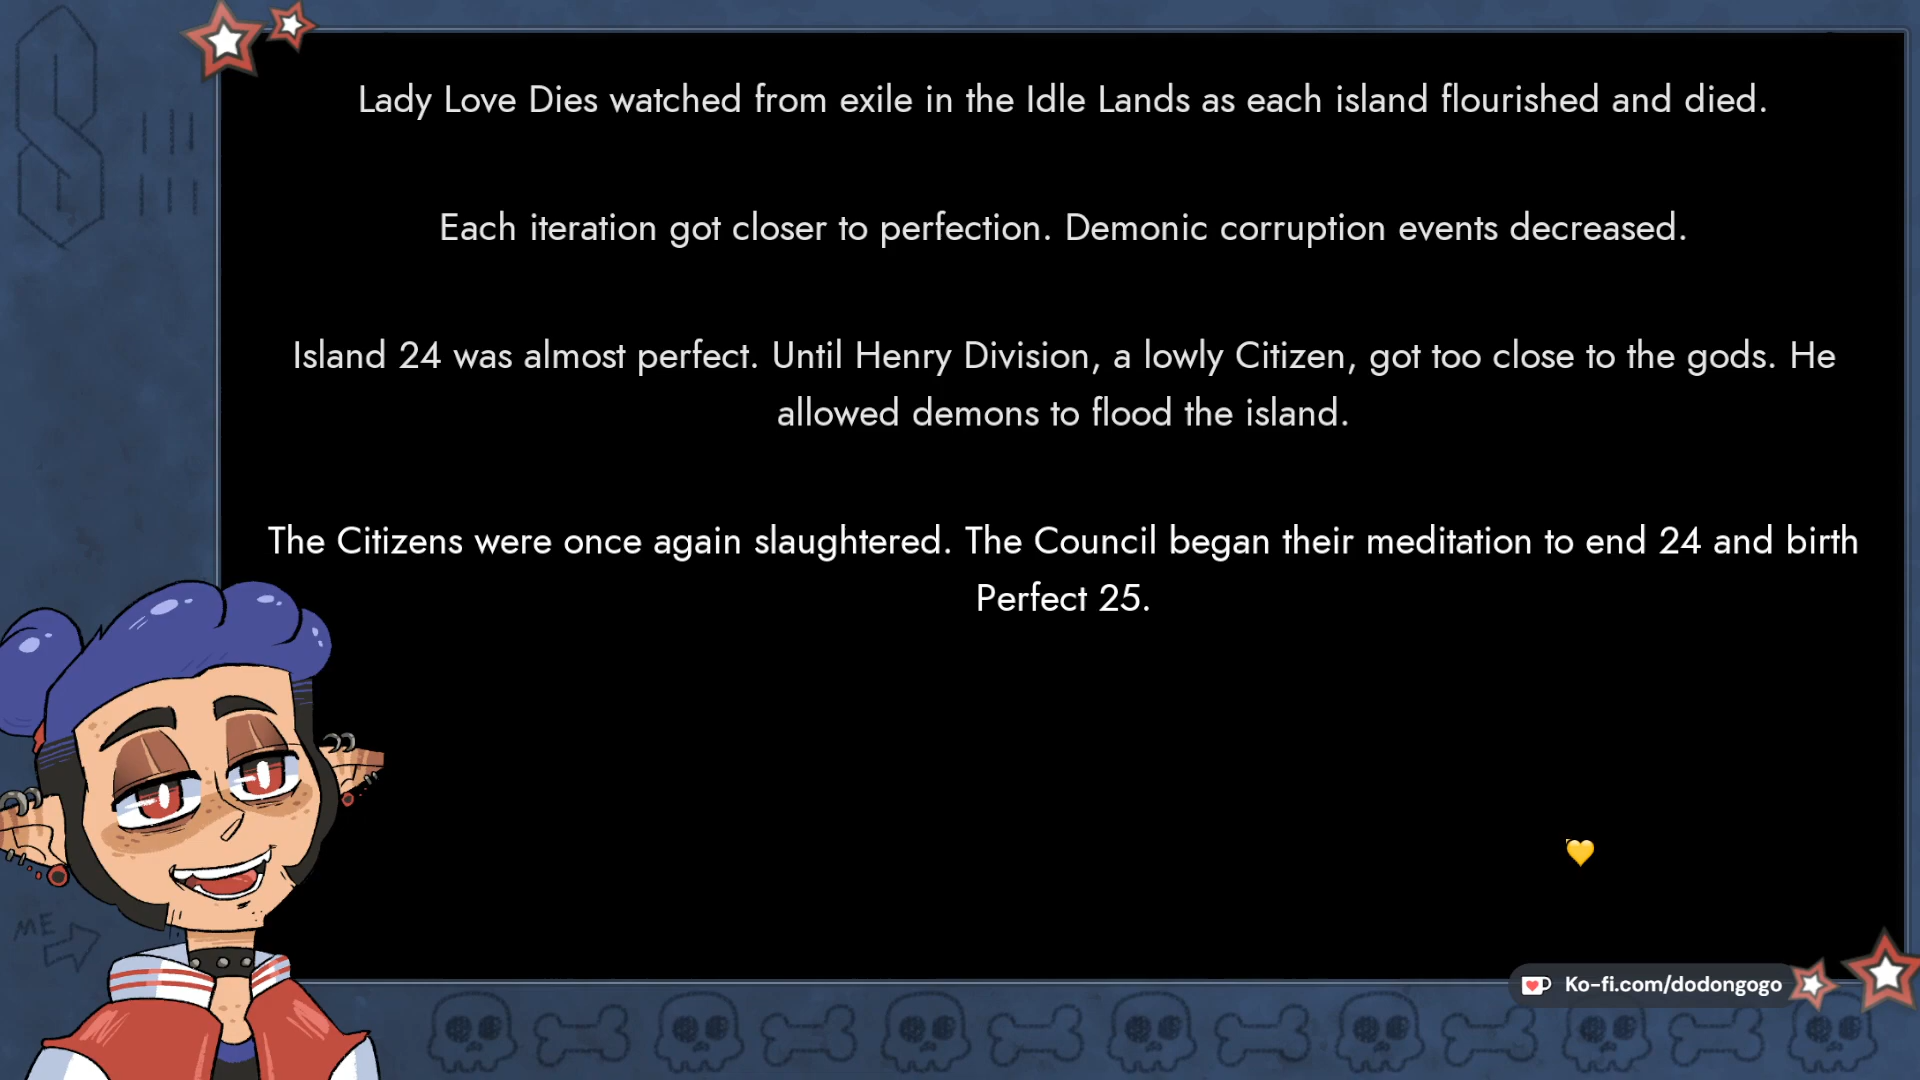 Lady Love Dies watched from exile in the Idle Lands as each island flourished and died.
Each iteration got closer to perfection. Demonic corruption events decreased.
Island 24 was almost perfect. Until Henry Division, a lowly Citizen, got too close to the gods. He
allowed demons to flood the island.
The Citizens were once again slaughtered. The Council began their meditation to end 24 and birth
Perfect 25.
ME
Ko-fi.com/dodongogo